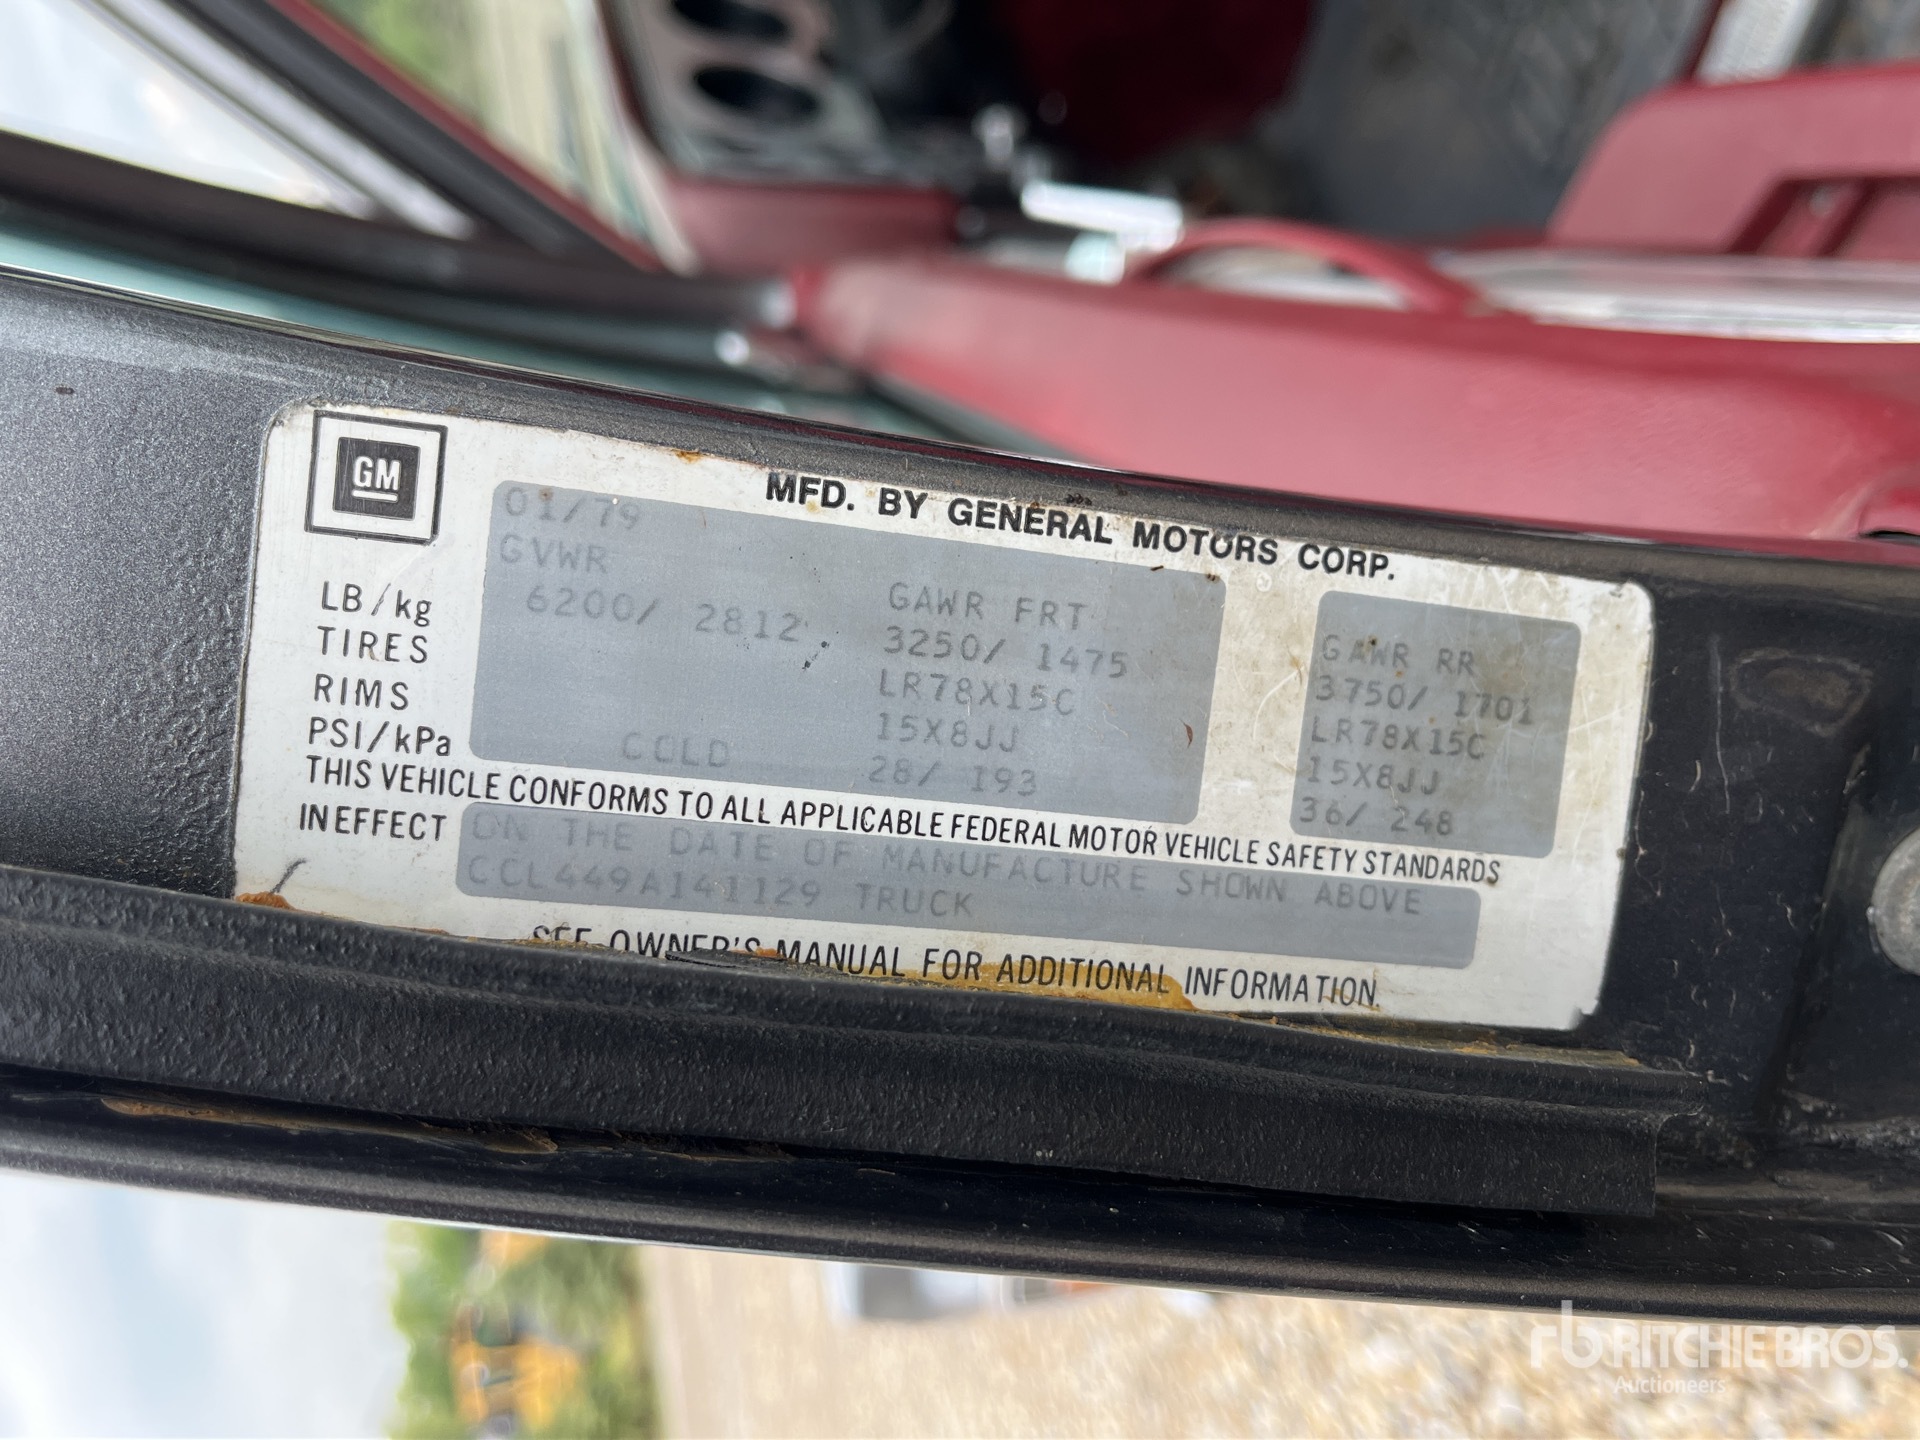 GM
MFD. BY GENERAL MOTORS CORP.
01/79
GVWR GAWR FRT GAWR RR
LB/kg 6200/ 2812 3250/ 1475 3750/ 1701
TIRES LR78X15C LR78X15C
RIMS 15X8JJ 15X8JJ
PSI/kPa COLD 28/ 193 36/ 248
THIS VEHICLE CONFORMS TO ALL APPLICABLE FEDERAL MOTOR VEHICLE SAFETY STANDARDS
IN EFFECT ON THE DATE OF MANUFACTURE SHOWN ABOVE
CCL449A141129 TRUCK
SEE OWNER'S MANUAL FOR ADDITIONAL INFORMATION.
rb RITCHIE BROS.
Auctioneers